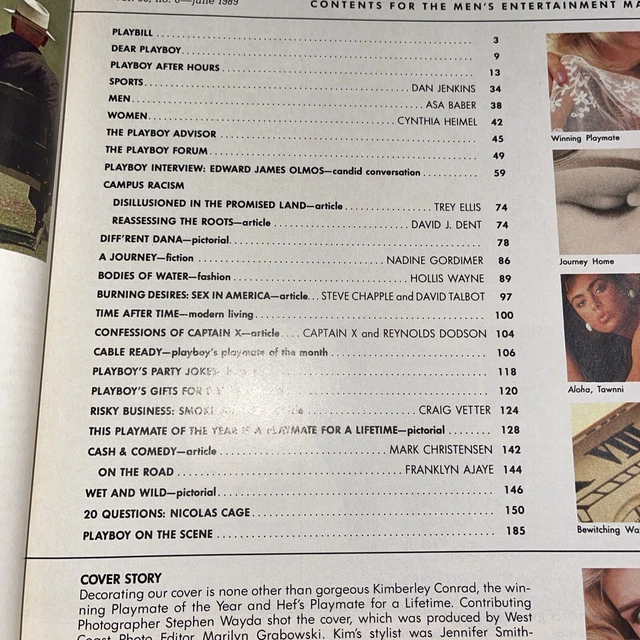 no. 6—june 1989
CONTENTS FOR THE MEN'S ENTERTAINMENT
PLAYBILL 3
DEAR PLAYBOY 9
PLAYBOY AFTER HOURS 13
SPORTS DAN JENKINS 34
MEN ASA BABER 38
WOMEN CYNTHIA HEIMEL 42
THE PLAYBOY ADVISOR 45
THE PLAYBOY FORUM 49
PLAYBOY INTERVIEW: EDWARD JAMES OLMOS—candid conversation 59
CAMPUS RACISM
DISILLUSIONED IN THE PROMISED LAND—article TREY ELLIS 74
REASSESSING THE ROOTS—article DAVID J. DENT 74
DIFF'RENT DANA—pictorial 78
A JOURNEY—fiction NADINE GORDIMER 86
BODIES OF WATER—fashion HOLLIS WAYNE 89
BURNING DESIRES: SEX IN AMERICA—article STEVE CHAPPLE and DAVID TALBOT 97
TIME AFTER TIME—modern living 100
CONFESSIONS OF CAPTAIN X—article CAPTAIN X and REYNOLDS DODSON 104
CABLE READY—playboy's playmate of the month 106
PLAYBOY'S PARTY JOKES 118
PLAYBOY'S GIFTS FOR 120
RISKY BUSINESS: CRAIG VETTER 124
THIS PLAYMATE OF THE YEAR IS A PLAYMATE FOR A LIFETIME—pictorial 128
CASH & COMEDY—article MARK CHRISTENSEN 142
ON THE ROAD FRANKLYN AJAYE 144
WET AND WILD—pictorial 146
20 QUESTIONS: NICOLAS CAGE 150
PLAYBOY ON THE SCENE 185
Winning Playmate
Journey Home
Aloha, Tawnni
VIII
Bewitching
COVER STORY
Decorating our cover is none other than gorgeous Kimberley Conrad, the win-
ning Playmate of the Year and Hef's Playmate for a Lifetime. Contributing
Photographer Stephen Wayda shot the cover, which was produced by West
Coast Photo Editor Marilyn Grabowski. Kim's stylist was Jennifer Smith-